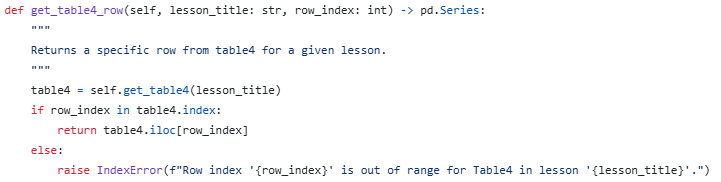 def get_table4_row(self, lesson_title: str, row_index: int) -> pd.Series:
    """
    Returns a specific row from table4 for a given lesson.
    """
    table4 = self.get_table4(lesson_title)
    if row_index in table4.index:
        return table4.iloc[row_index]
    else:
        raise IndexError(f"Row index '{row_index}' is out of range for Table4 in lesson '{lesson_title}'.")